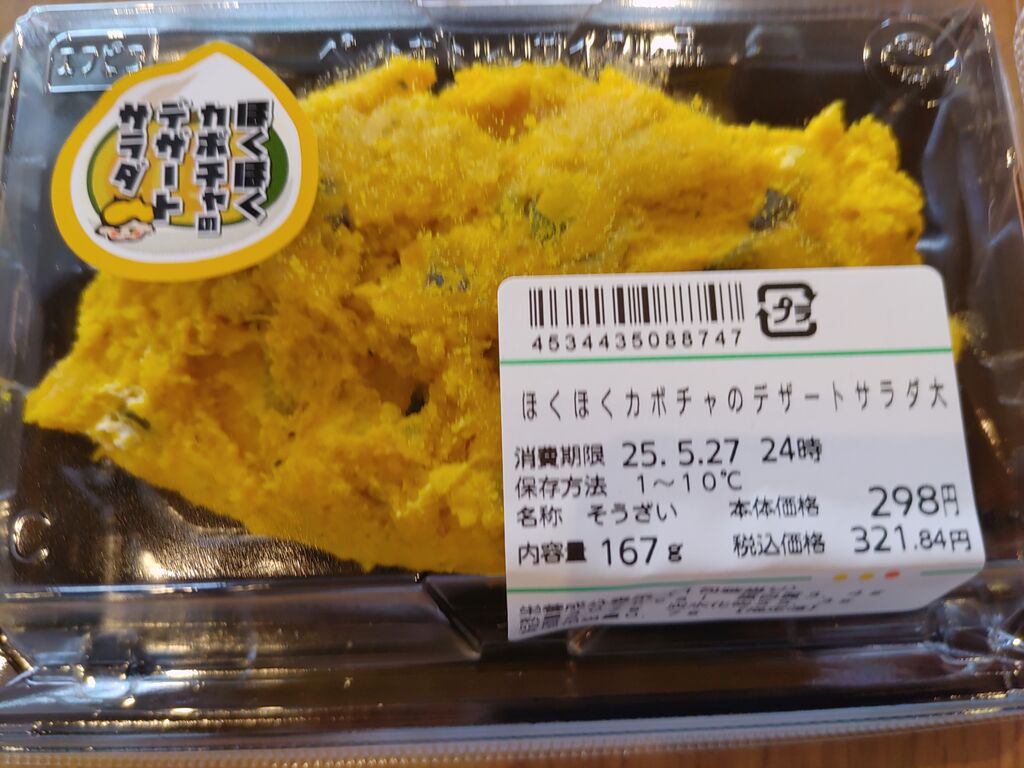 ほくほく
カボチャの
デザート
サラダ
4534435088747
プラ
ほくほくカボチャのデザートサラダ大
消費期限 25. 5.27 24時
保存方法 1～10℃
名称 そうざい 本体価格 298円
内容量 167g 税込価格 321.84円
C